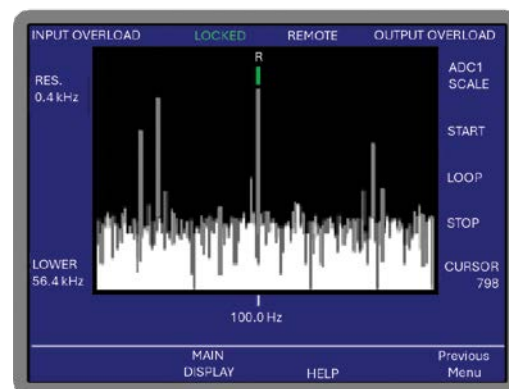 INPUT OVERLOAD LOCKED REMOTE OUTPUT OVERLOAD
R
RES.
0.4 kHz
ADC1
SCALE
START
LOOP
STOP
LOWER
56.4 kHz
CURSOR
798
100.0 Hz
MAIN
DISPLAY
HELP
Previous
Menu